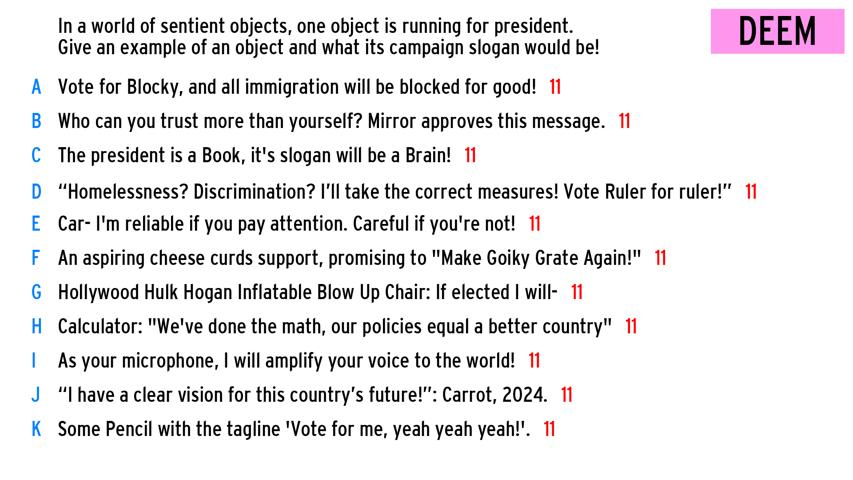 In a world of sentient objects, one object is running for president.
Give an example of an object and what its campaign slogan would be!
DEEM
A Vote for Blocky, and all immigration will be blocked for good! 11
B Who can you trust more than yourself? Mirror approves this message. 11
C The president is a Book, it's slogan will be a Brain! 11
D “Homelessness? Discrimination? I’ll take the correct measures! Vote Ruler for ruler!” 11
E Car- I'm reliable if you pay attention. Careful if you're not! 11
F An aspiring cheese curds support, promising to "Make Goiky Grate Again!" 11
G Hollywood Hulk Hogan Inflatable Blow Up Chair: If elected I will- 11
H Calculator: "We've done the math, our policies equal a better country" 11
I As your microphone, I will amplify your voice to the world! 11
J “I have a clear vision for this country’s future!”: Carrot, 2024. 11
K Some Pencil with the tagline 'Vote for me, yeah yeah yeah!'. 11